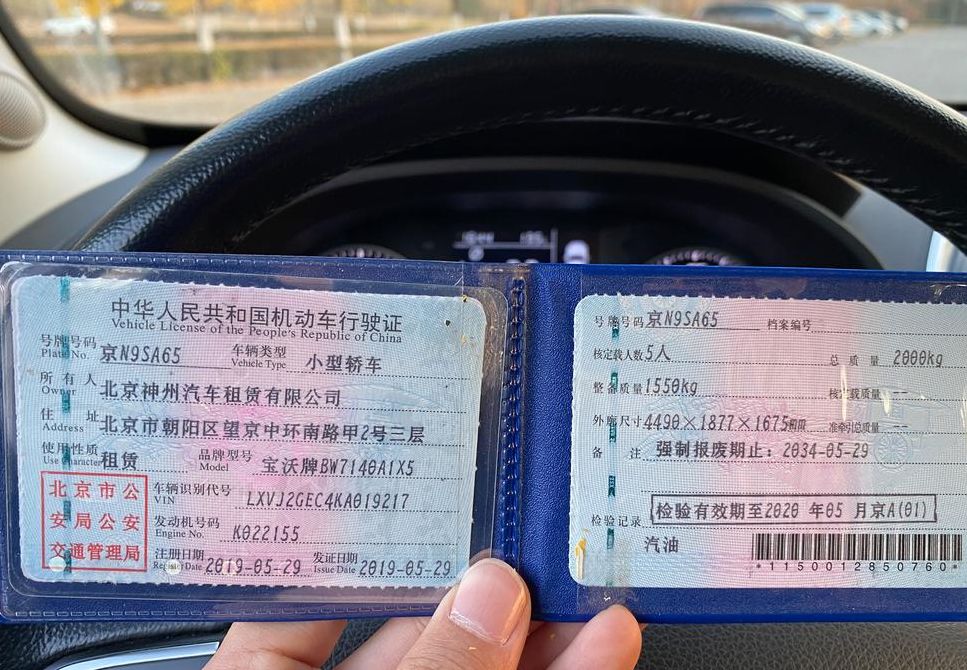 中华人民共和国机动车行驶证
Vehicle License of the People's Republic of China
号牌号码 京N9SA65 车辆类型 小型轿车
Plate No. Vehicle Type
所有人 北京神州汽车租赁有限公司
Owner
住址 北京市朝阳区望京中环南路甲2号三层
Address
使用性质 租赁 品牌型号 宝沃牌BW7140A1X5
Use Character Model
北京市公
安局公安
交通管理局
车辆识别代号 LXVJ2GEC4KA019217
VIN
发动机号码 K022155
Engine No.
注册日期 2019-05-29 发证日期 2019-05-29
Register Date Issue Date
号牌号码 京N9SA65 档案编号
核定载人数 5人 总质量 2000kg
整备质量 1550kg 核定载质量 --
外廓尺寸 4490×1877×1675mm 准牵引总质量 --
备注 强制报废期止：2034-05-29
检验记录 检验有效期至2020 年05 月京A(01)
汽油
*1150012850760*